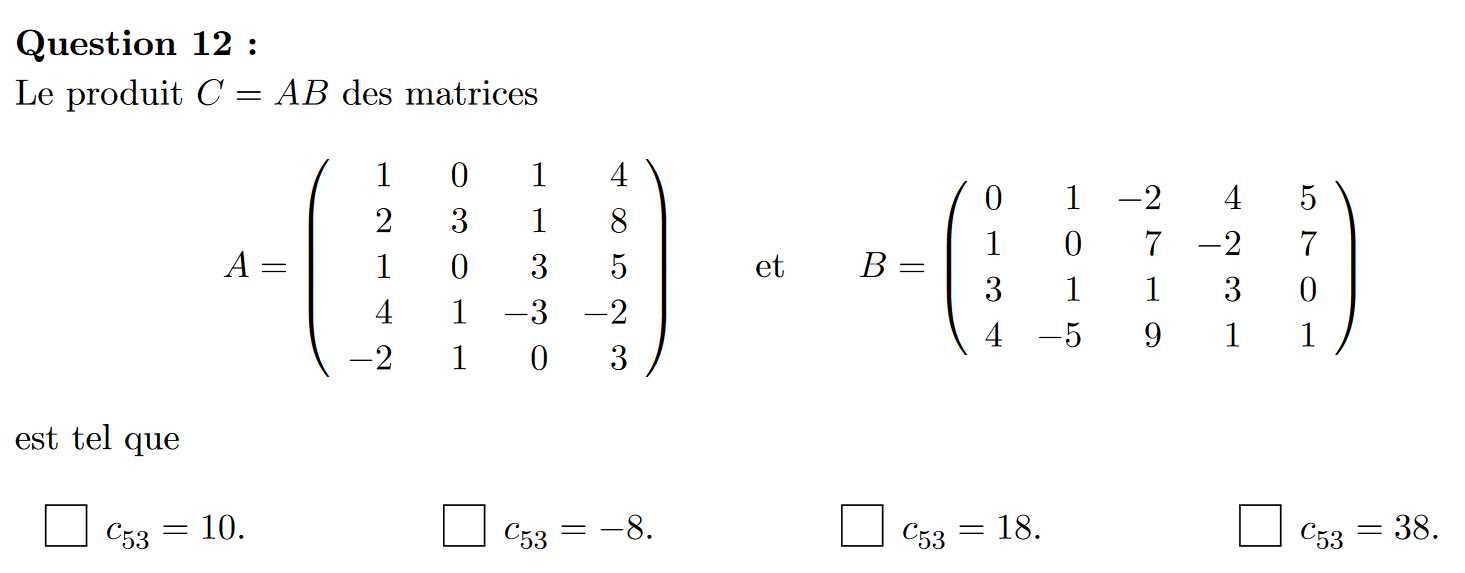 Question 12 :
Le produit C = AB des matrices
A = ( 1 0 1 4
2 3 1 8
1 0 3 5
4 1 −3 −2
−2 1 0 3 ) et B = ( 0 1 −2 4 5
1 0 7 −2 7
3 1 1 3 0
4 −5 9 1 1 )
est tel que
□ c₅₃ = 10. □ c₅₃ = −8. □ c₅₃ = 18. □ c₅₃ = 38.